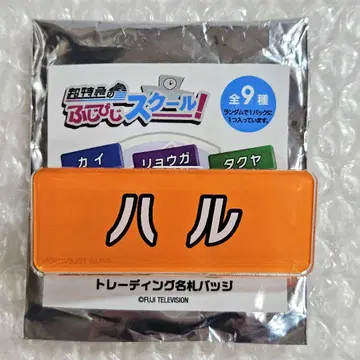 超特急の
ふじびじスクール!
全9種
ランダムで1パックに
1つ入っています。
カイ
リョウガ
タクヤ
ハル
トレーディング名札バッジ
©FUJI TELEVISION